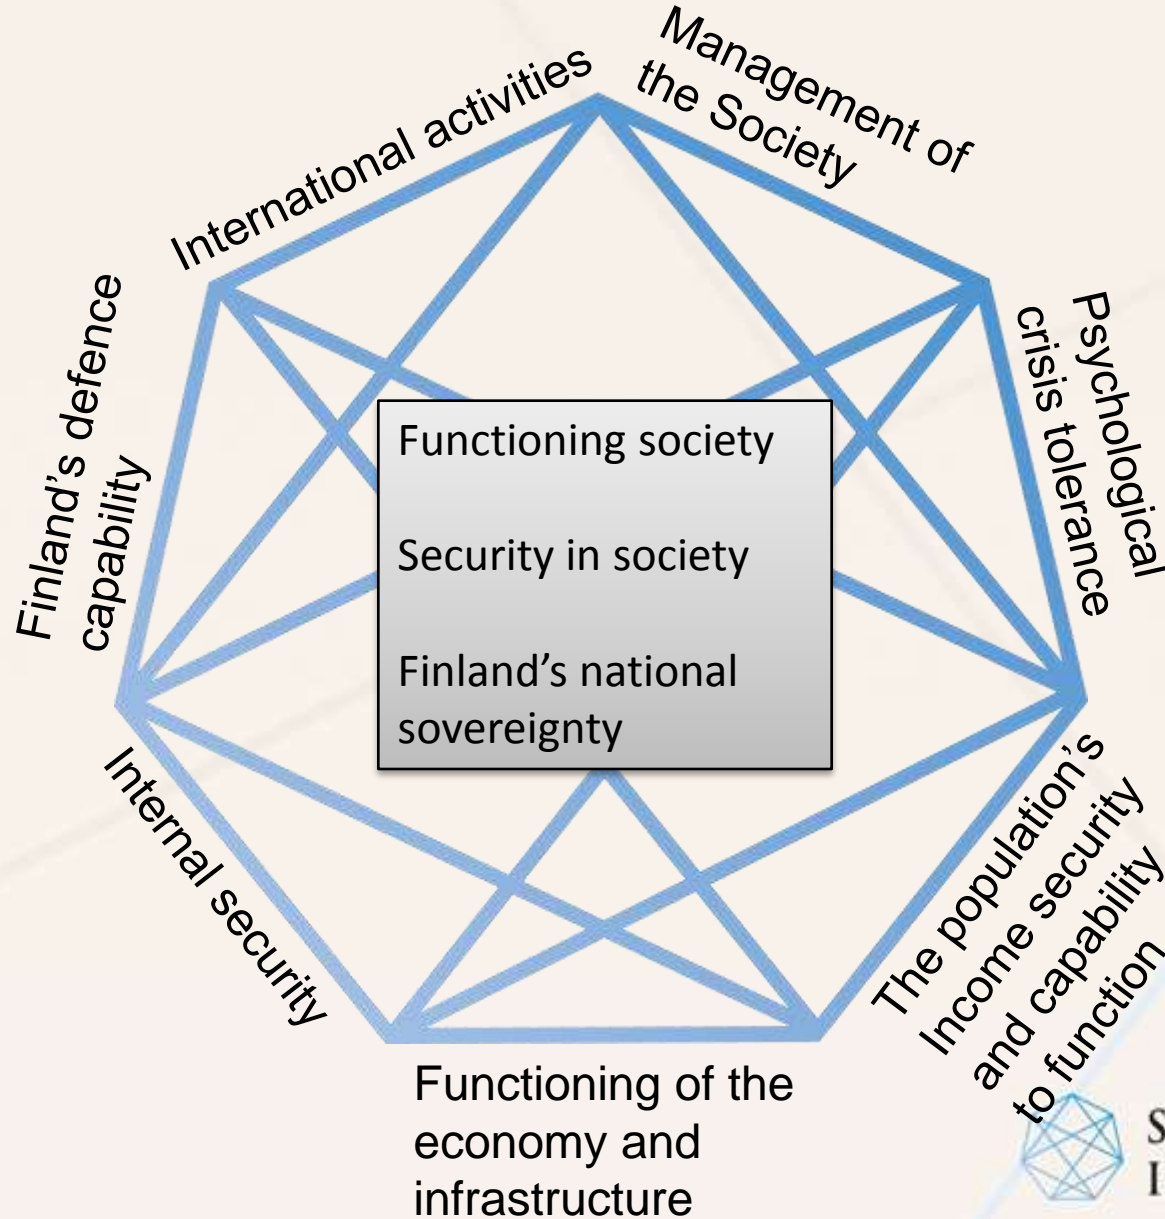 Management of
the Society
International activities
Psychological
crisis tolerance
Finland's defence
capability
Functioning society
Security in society
Finland's national
sovereignty
The population's
Income security
and capability
to function
Internal security
Functioning of the
economy and
infrastructure
S
I